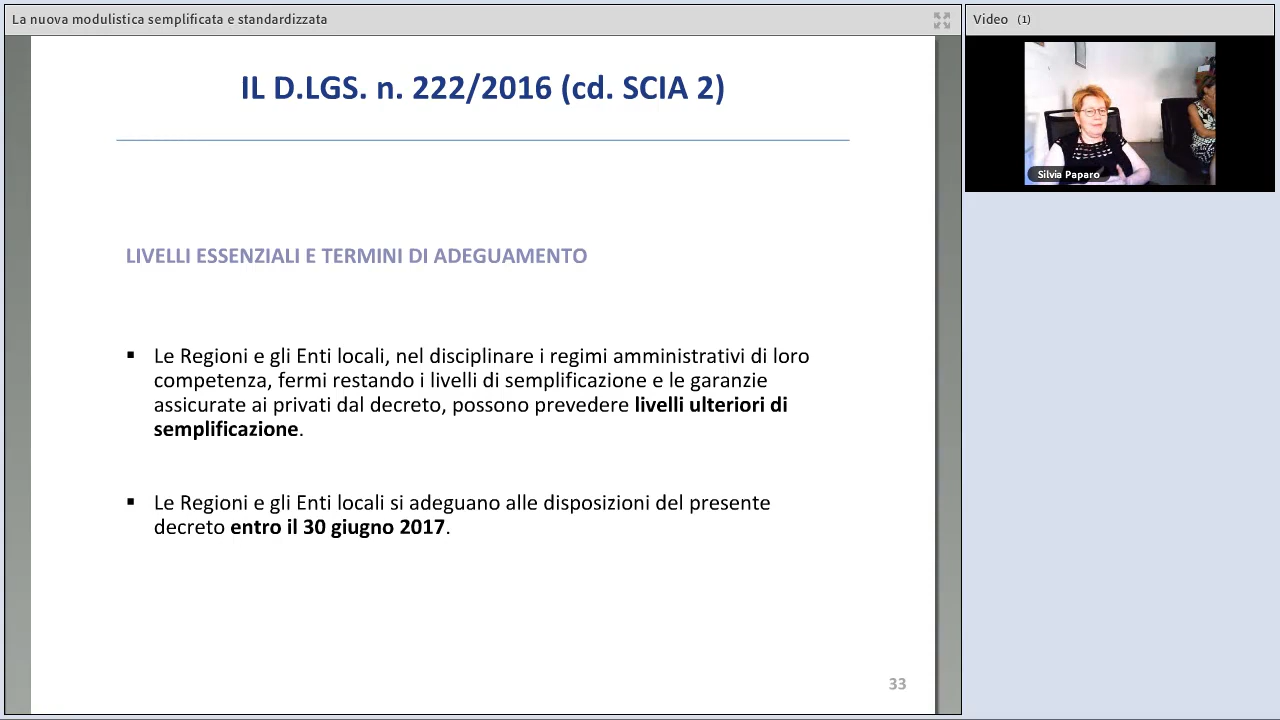 La nuova modulistica semplificata e standardizzata
Video (1)
IL D.LGS. n. 222/2016 (cd. SCIA 2)
Silvia Paparo
LIVELLI ESSENZIALI E TERMINI DI ADEGUAMENTO
▪ Le Regioni e gli Enti locali, nel disciplinare i regimi amministrativi di loro
competenza, fermi restando i livelli di semplificazione e le garanzie
assicurate ai privati dal decreto, possono prevedere livelli ulteriori di
semplificazione.
▪ Le Regioni e gli Enti locali si adeguano alle disposizioni del presente
decreto entro il 30 giugno 2017.
33